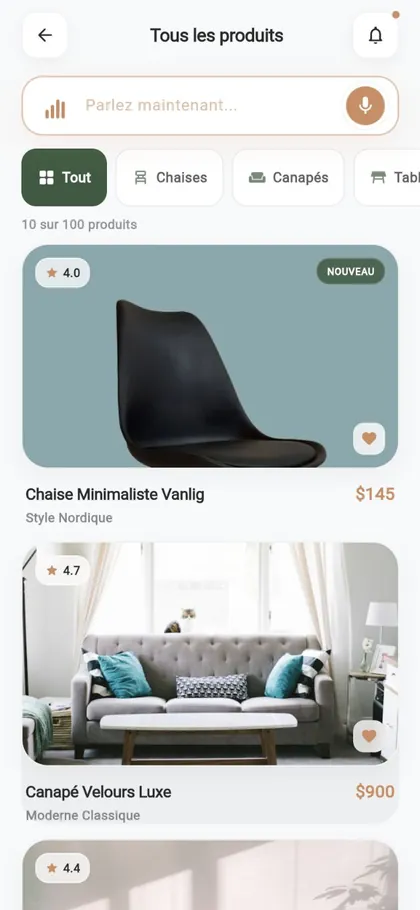 Tous les produits
Parlez maintenant...
Tout
Chaises
Canapés
10 sur 100 produits
4.0
NOUVEAU
Chaise Minimaliste Vanlig
$145
Style Nordique
4.7
Canapé Velours Luxe
$900
Moderne Classique
4.4